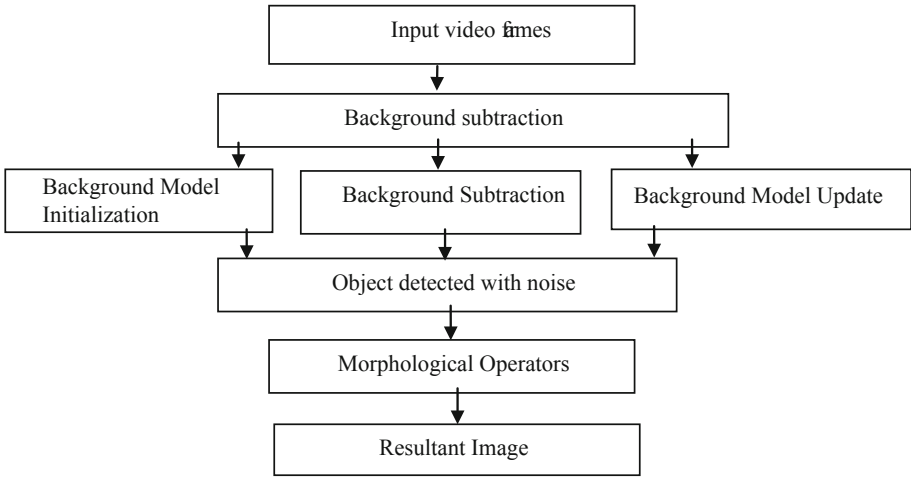 Input video fames
Background subtraction
Background Model
Initialization
Background Subtraction
Background Model Update
Object detected with noise
Morphological Operators
Resultant Image